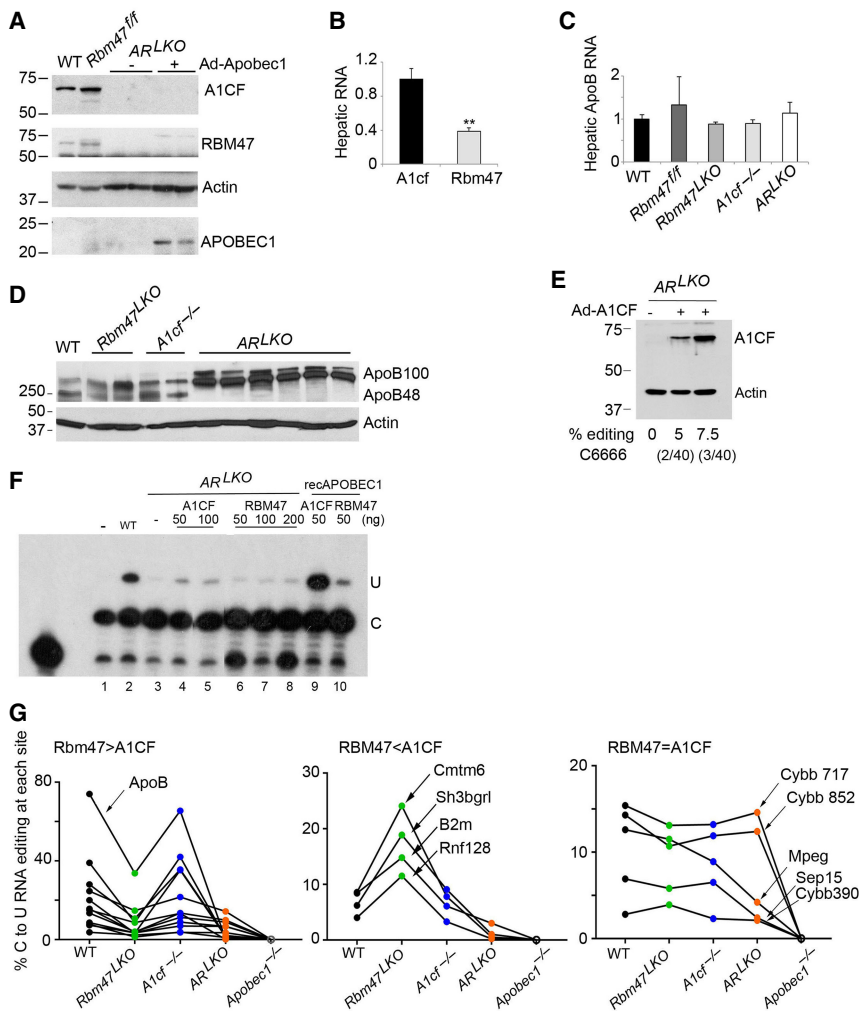 A
WT Rbm47f/f ARLKO
- + Ad-Apobec1
75
A1CF
50
75
RBM47
50
Actin
37
25
APOBEC1
20
B
Hepatic RNA
1.2
0.8
0.4
0
**
A1cf Rbm47
C
Hepatic ApoB RNA
2
1
0
WT Rbm47f/f Rbm47LKO A1cf-/- ARLKO
D
WT Rbm47LKO A1cf-/- ARLKO
ApoB100
250
ApoB48
50
37
Actin
E
ARLKO
Ad-A1CF - + +
75
A1CF
50
Actin
37
% editing 0 5 7.5
C6666 (2/40) (3/40)
F
ARLKO recAPOBEC1
A1CF RBM47 A1CF RBM47
- WT - 50 100 50 100 200 50 50 (ng)
U
C
1 2 3 4 5 6 7 8 9 10
G
Rbm47>A1CF
% C to U RNA editing at each site
80
40
0
ApoB
WT Rbm47LKO A1cf-/- ARLKO Apobec1-/-
RBM47<A1CF
30
20
10
0
Cmtm6
Sh3bgrl
B2m
Rnf128
WT Rbm47LKO A1cf-/- ARLKO Apobec1-/-
RBM47=A1CF
20
10
0
Cybb 717
Cybb 852
Mpeg
Sep15
Cybb390
WT Rbm47LKO A1cf-/- ARLKO Apobec1-/-